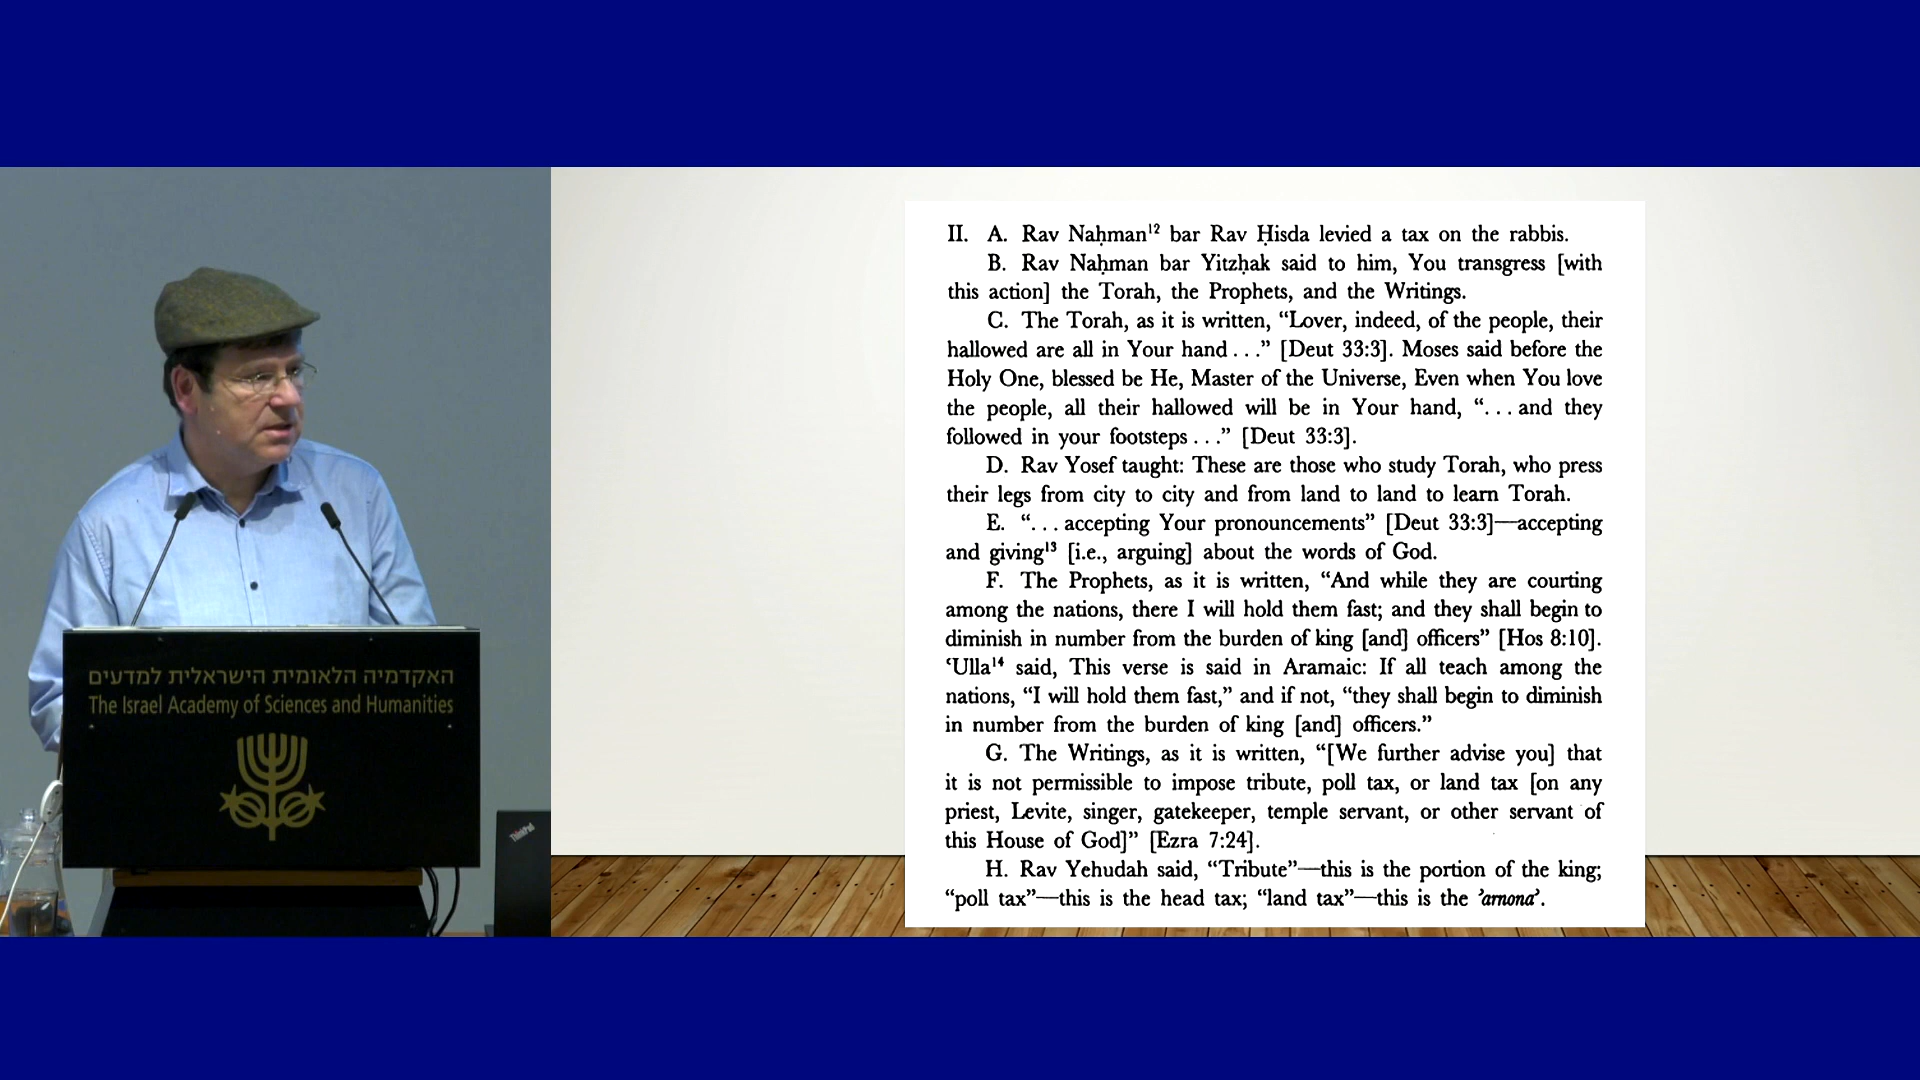 האקדמיה הלאומית הישראלית למדעים
The Israel Academy of Sciences and Humanities
ThinkPad
II. A. Rav Naḥman¹² bar Rav Ḥisda levied a tax on the rabbis.
B. Rav Naḥman bar Yitzḥak said to him, You transgress [with
this action] the Torah, the Prophets, and the Writings.
C. The Torah, as it is written, “Lover, indeed, of the people, their
hallowed are all in Your hand . . .” [Deut 33:3]. Moses said before the
Holy One, blessed be He, Master of the Universe, Even when You love
the people, all their hallowed will be in Your hand, “. . . and they
followed in your footsteps . . .” [Deut 33:3].
D. Rav Yosef taught: These are those who study Torah, who press
their legs from city to city and from land to land to learn Torah.
E. “. . . accepting Your pronouncements” [Deut 33:3]—accepting
and giving¹³ [i.e., arguing] about the words of God.
F. The Prophets, as it is written, “And while they are courting
among the nations, there I will hold them fast; and they shall begin to
diminish in number from the burden of king [and] officers” [Hos 8:10].
ʿUlla¹⁴ said, This verse is said in Aramaic: If all teach among the
nations, “I will hold them fast,” and if not, “they shall begin to diminish
in number from the burden of king [and] officers.”
G. The Writings, as it is written, “[We further advise you] that
it is not permissible to impose tribute, poll tax, or land tax [on any
priest, Levite, singer, gatekeeper, temple servant, or other servant of
this House of God]” [Ezra 7:24].
H. Rav Yehudah said, “Tribute”—this is the portion of the king;
“poll tax”—this is the head tax; “land tax”—this is the ʾarnonaʾ.